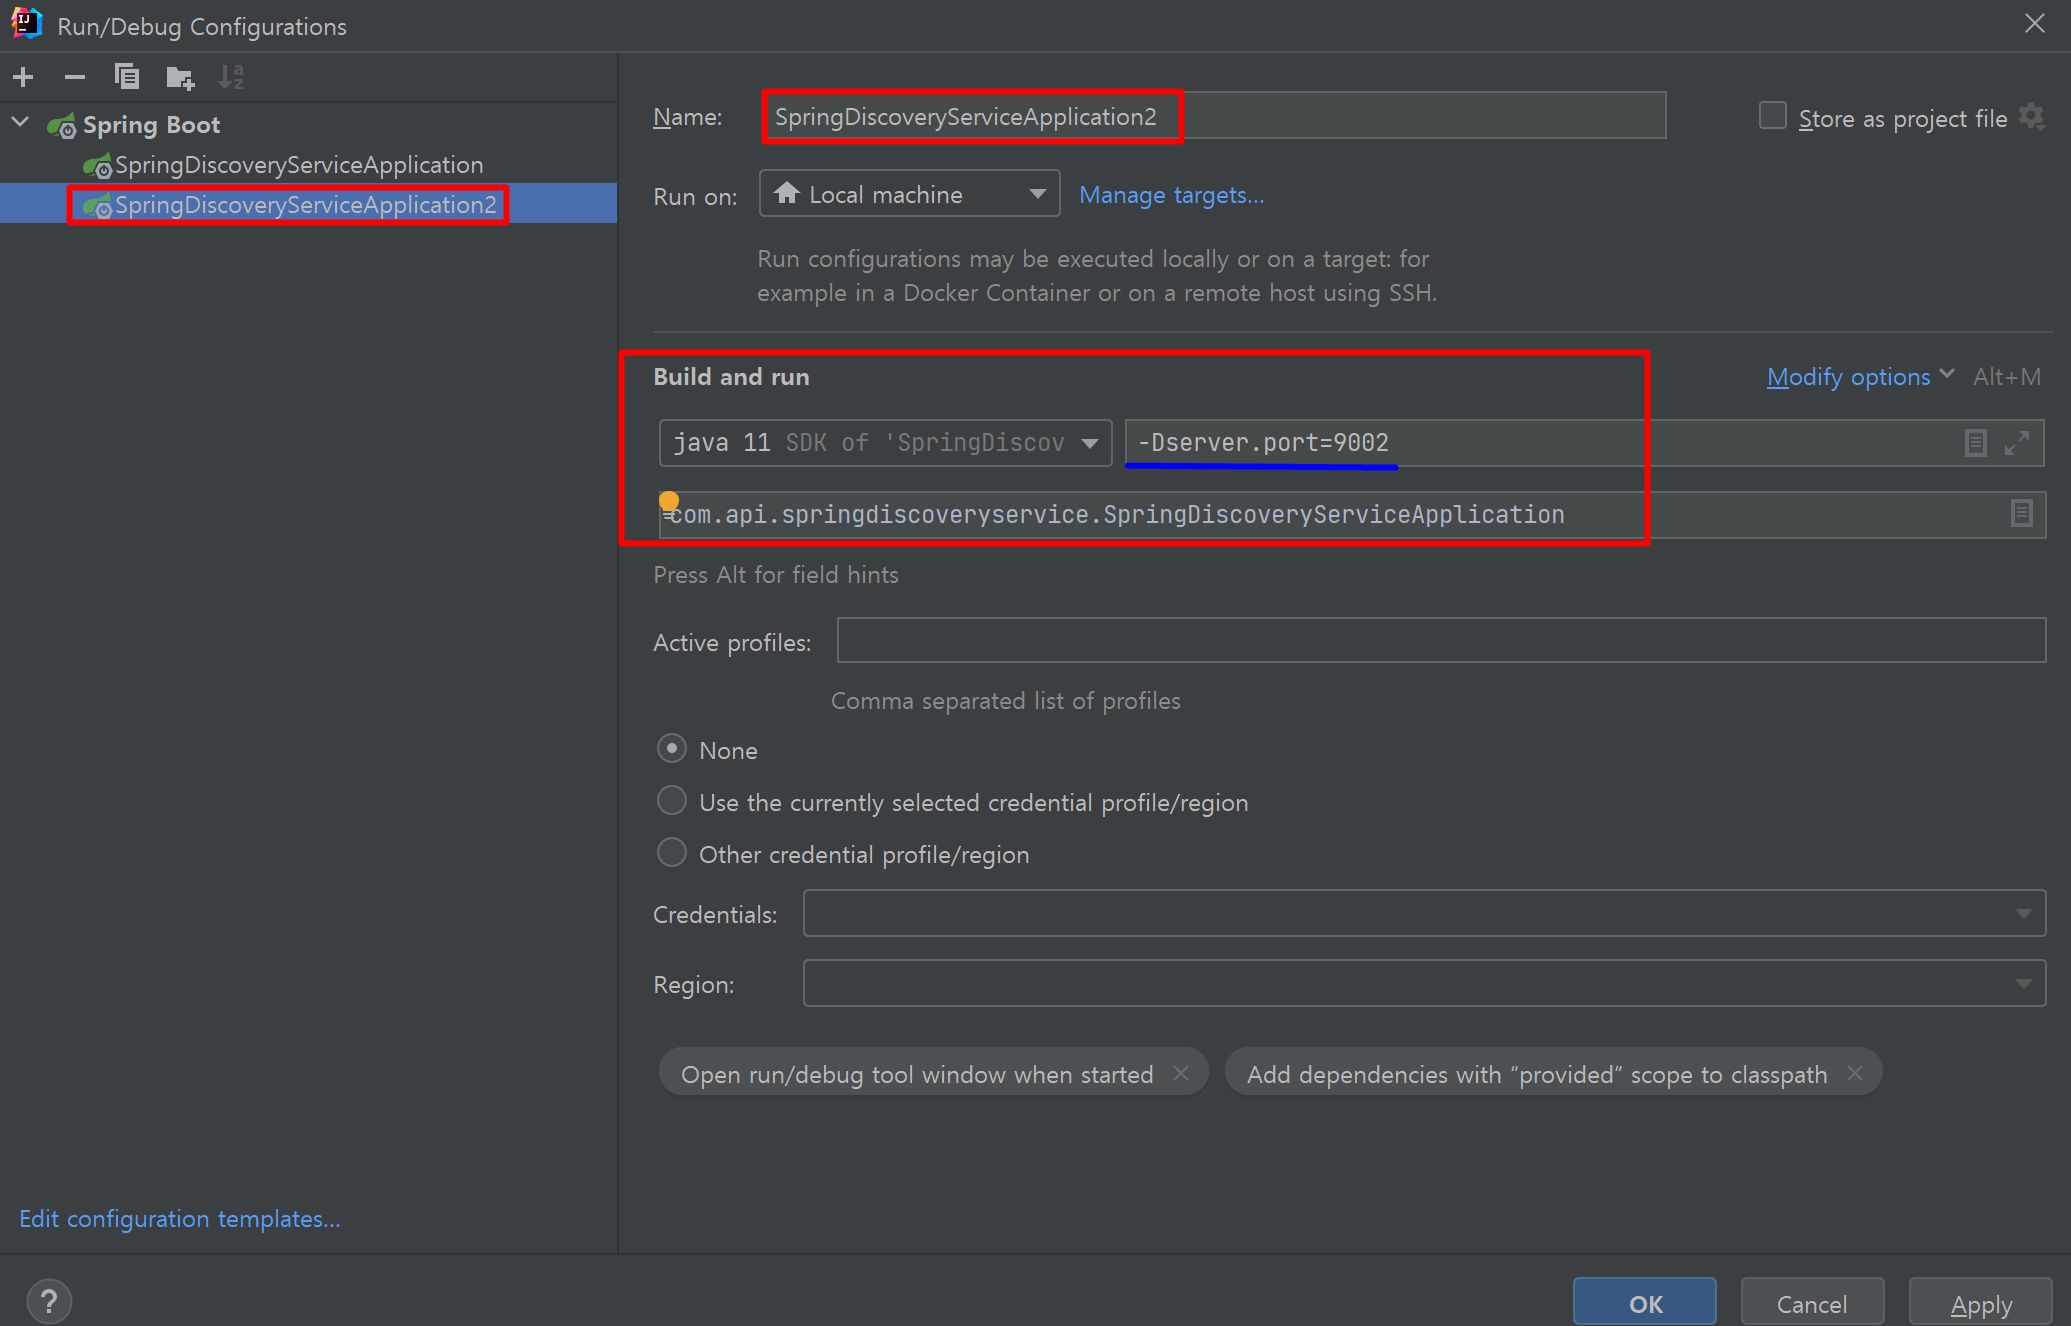 Run/Debug Configurations
Spring Boot
SpringDiscoveryServiceApplication
SpringDiscoveryServiceApplication2
Edit configuration templates...
Name: SpringDiscoveryServiceApplication2
Store as project file
Run on: Local machine Manage targets...
Run configurations may be executed locally or on a target: for
example in a Docker Container or on a remote host using SSH.
Build and run Modify options Alt+M
java 11 SDK of 'SpringDiscov -Dserver.port=9002
com.api.springdiscoveryservice.SpringDiscoveryServiceApplication
Press Alt for field hints
Active profiles:
Comma separated list of profiles
None
Use the currently selected credential profile/region
Other credential profile/region
Credentials:
Region:
Open run/debug tool window when started Add dependencies with “provided” scope to classpath
? OK Cancel Apply